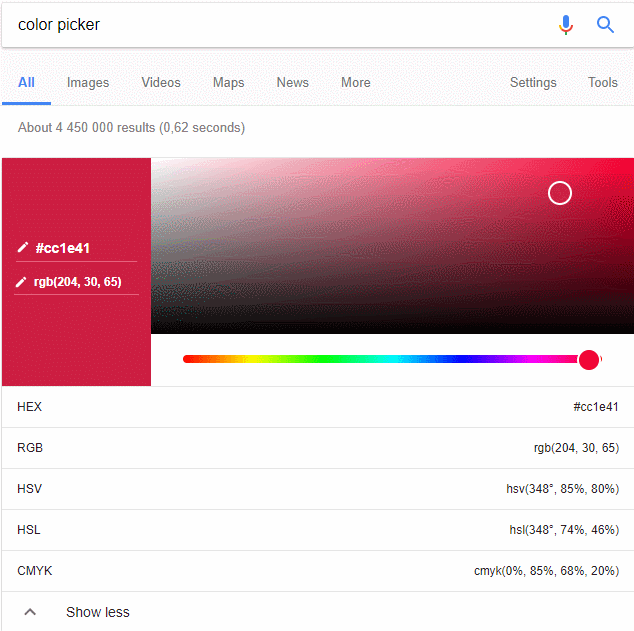 color picker
All Images Videos Maps News More Settings Tools
About 4 450 000 results (0,62 seconds)
#cc1e41
rgb(204, 30, 65)
HEX #cc1e41
RGB rgb(204, 30, 65)
HSV hsv(348°, 85%, 80%)
HSL hsl(348°, 74%, 46%)
CMYK cmyk(0%, 85%, 68%, 20%)
Show less